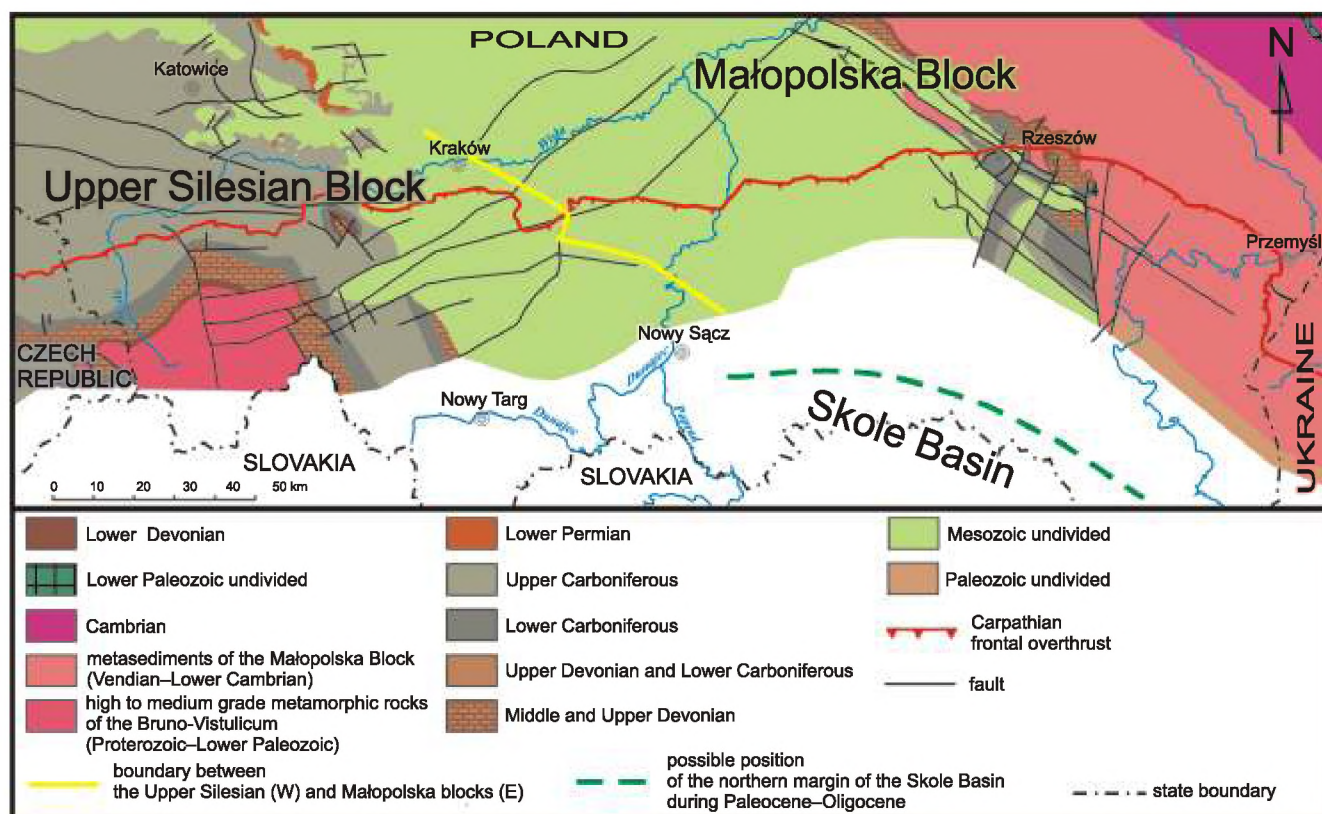 POLAND
N
Katowice
Małopolska Block
Wisła
Rzeszów
Kraków
Upper Silesian Block
Przemyśl
Nowy Sącz
CZECH
REPUBLIC
Dunajec
UKRAINE
Nowy Targ
Dunajec
Poprad
Skole Basin
SLOVAKIA
SLOVAKIA
0 10 20 30 40 50 km
Lower Devonian
Lower Paleozoic undivided
Cambrian
metasediments of the Małopolska Block
(Vendian–Lower Cambrian)
high to medium grade metamorphic rocks
of the Bruno-Vistulicum
(Proterozoic–Lower Paleozoic)
Lower Permian
Upper Carboniferous
Lower Carboniferous
Upper Devonian and Lower Carboniferous
Middle and Upper Devonian
Mesozoic undivided
Paleozoic undivided
Carpathian
frontal overthrust
fault
boundary between
the Upper Silesian (W) and Małopolska blocks (E)
possible position
of the northern margin of the Skole Basin
during Paleocene–Oligocene
state boundary